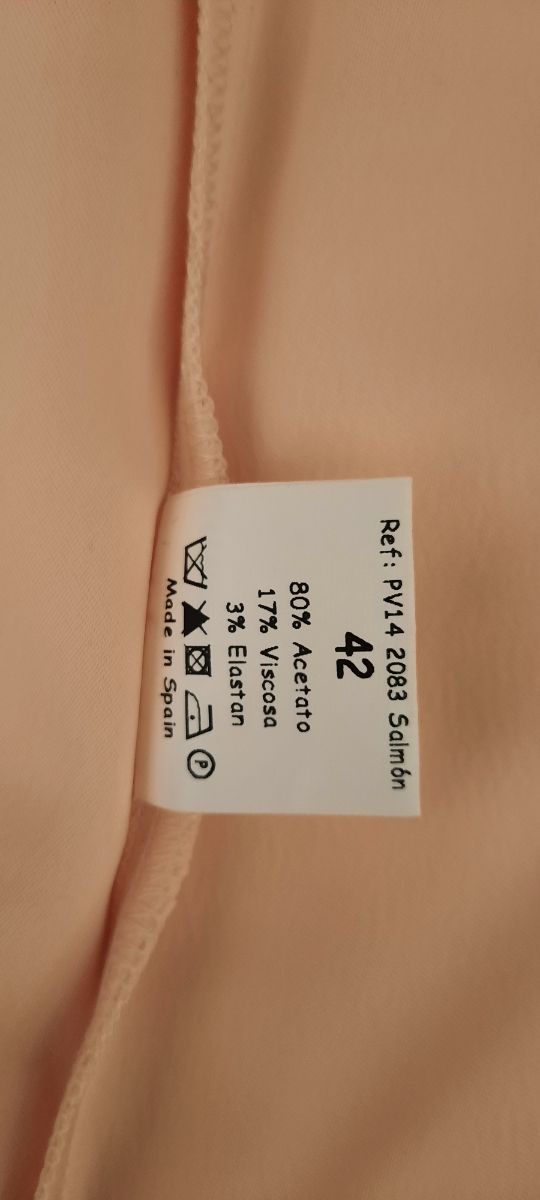 Ref: PV14 2083 Salmón
42
80% Acetato
17% Viscosa
3% Elastan
P
Made in Spain